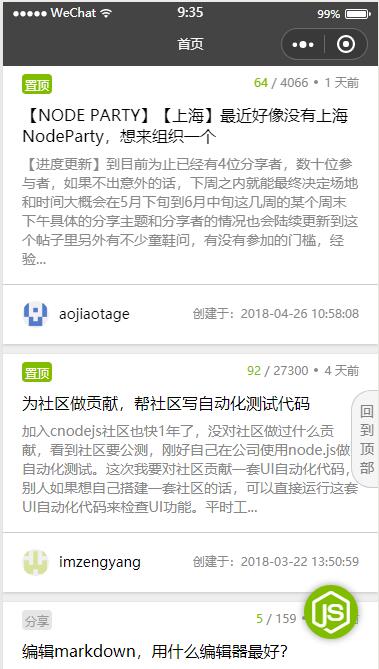 ●●●●● WeChat 9:35 99%
首页
置顶 64 / 4066 • 1 天前
【NODE PARTY】【上海】最近好像没有上海
NodeParty，想来组织一个
【进度更新】到目前为止已经有4位分享者，数十位参
与者，如果不出意外的话，下周之内就能最终决定场地
和时间大概会在5月下旬到6月中旬这几周的某个周末
下午具体的分享主题和分享者的情况也会陆续更新到这
个帖子里另外有不少童鞋问，有没有参加的门槛，经
验...
aojiaotage 创建于：2018-04-26 10:58:08
置顶 92 / 27300 • 4 天前
为社区做贡献，帮社区写自动化测试代码
加入cnodejs社区也快1年了，没对社区做过什么贡
献，看到社区要公测，刚好自己在公司使用node.js做
自动化测试。这次我要对社区贡献一套UI自动化代码，
别人如果想自己搭建一套社区的话，可以直接运行这套
UI自动化代码来检查UI功能。平时工...
回
到
顶
部
imzengyang 创建于：2018-03-22 13:50:59
JS
分享 5 / 159
编辑markdown，用什么编辑器最好?